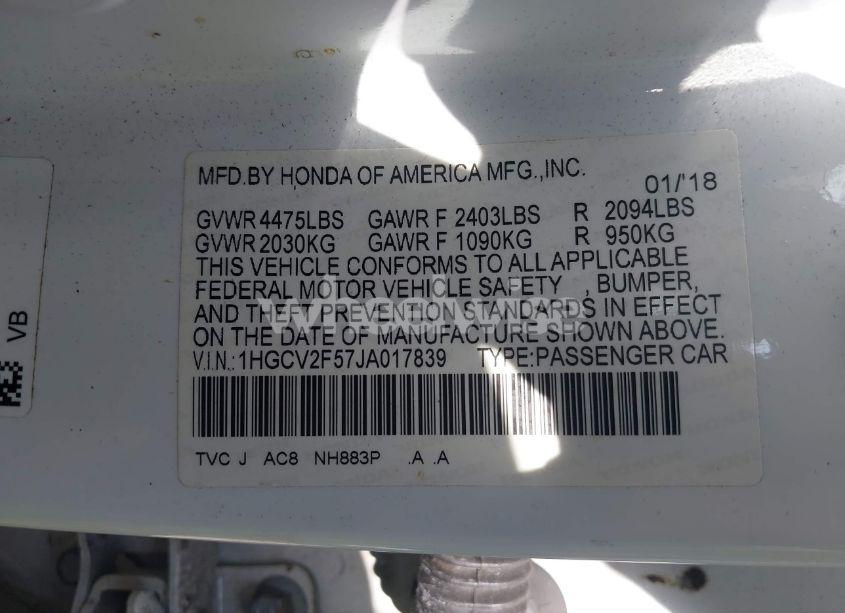 MFD.BY HONDA OF AMERICA MFG.,INC. 01/'18
GVWR 4475LBS GAWR F 2403LBS R 2094LBS
GVWR 2030KG GAWR F 1090KG R 950KG
THIS VEHICLE CONFORMS TO ALL APPLICABLE
FEDERAL MOTOR VEHICLE SAFETY , BUMPER,
AND THEFT PREVENTION STANDARDS IN EFFECT
ON THE DATE OF MANUFACTURE SHOWN ABOVE.
V.I.N.:1HGCV2F57JA017839 TYPE:PASSENGER CAR
TVC J AC8 NH883P .A .A
VB